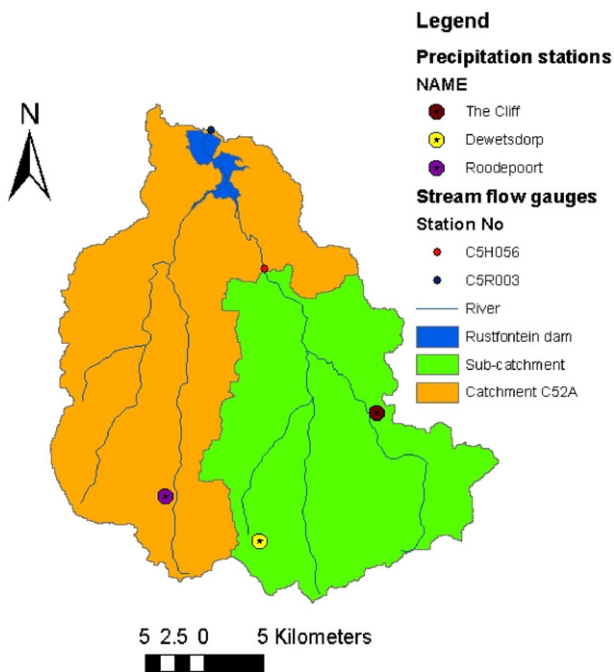 Legend
Precipitation stations
NAME
The Cliff
Dewetsdorp
Roodepoort
Stream flow gauges
Station No
C5H056
C5R003
River
Rustfontein dam
Sub-catchment
Catchment C52A
N
5 2.5 0 5 Kilometers